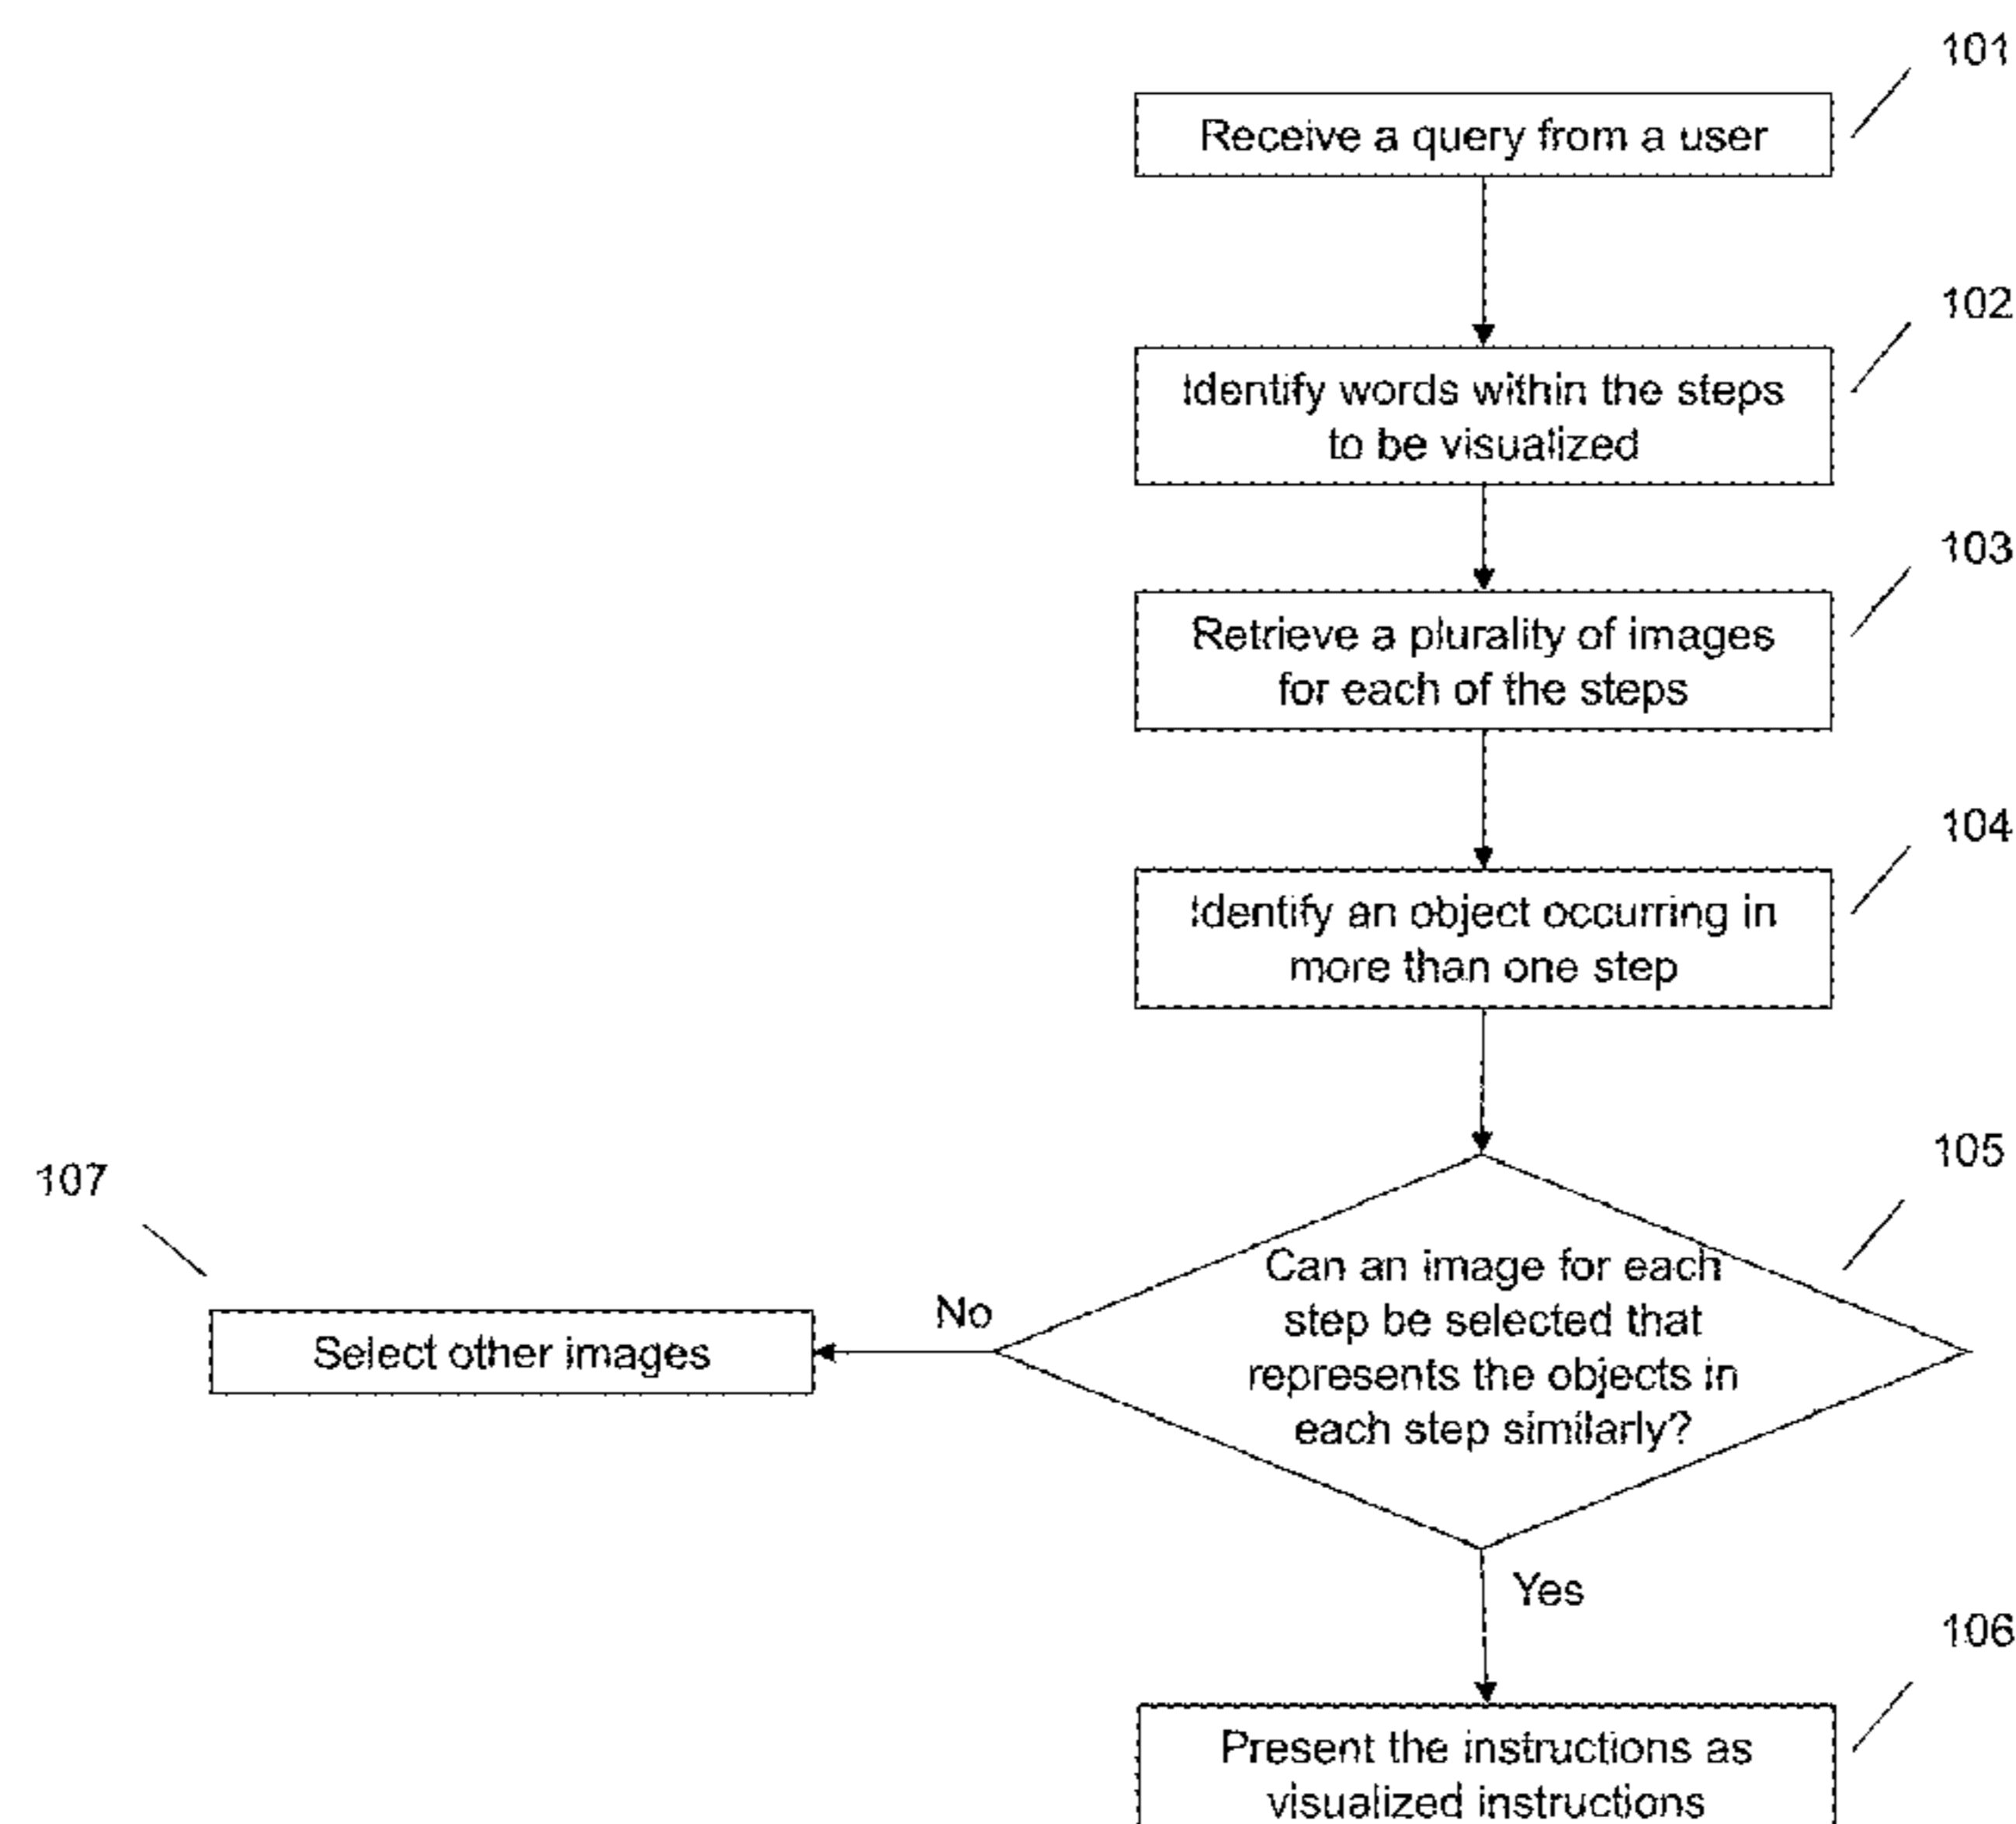 101
Receive a query from a user
102
Identify words within the steps
to be visualized
103
Retrieve a plurality of images
for each of the steps
104
Identify an object occurring in
more than one step
105
107
Can an image for each
step be selected that
represents the objects in
each step similarly?
No
Select other images
Yes
106
Present the instructions as
visualized instructions